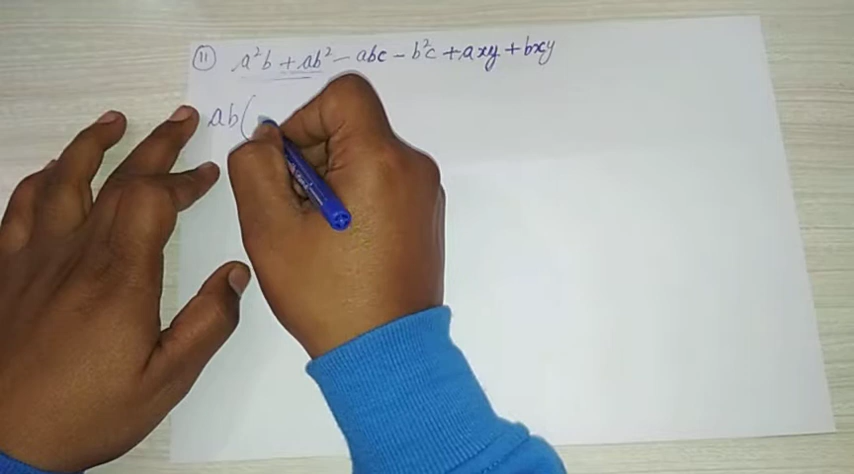 11 a²b + ab² - abc - b²c + axy + bxy
ab(